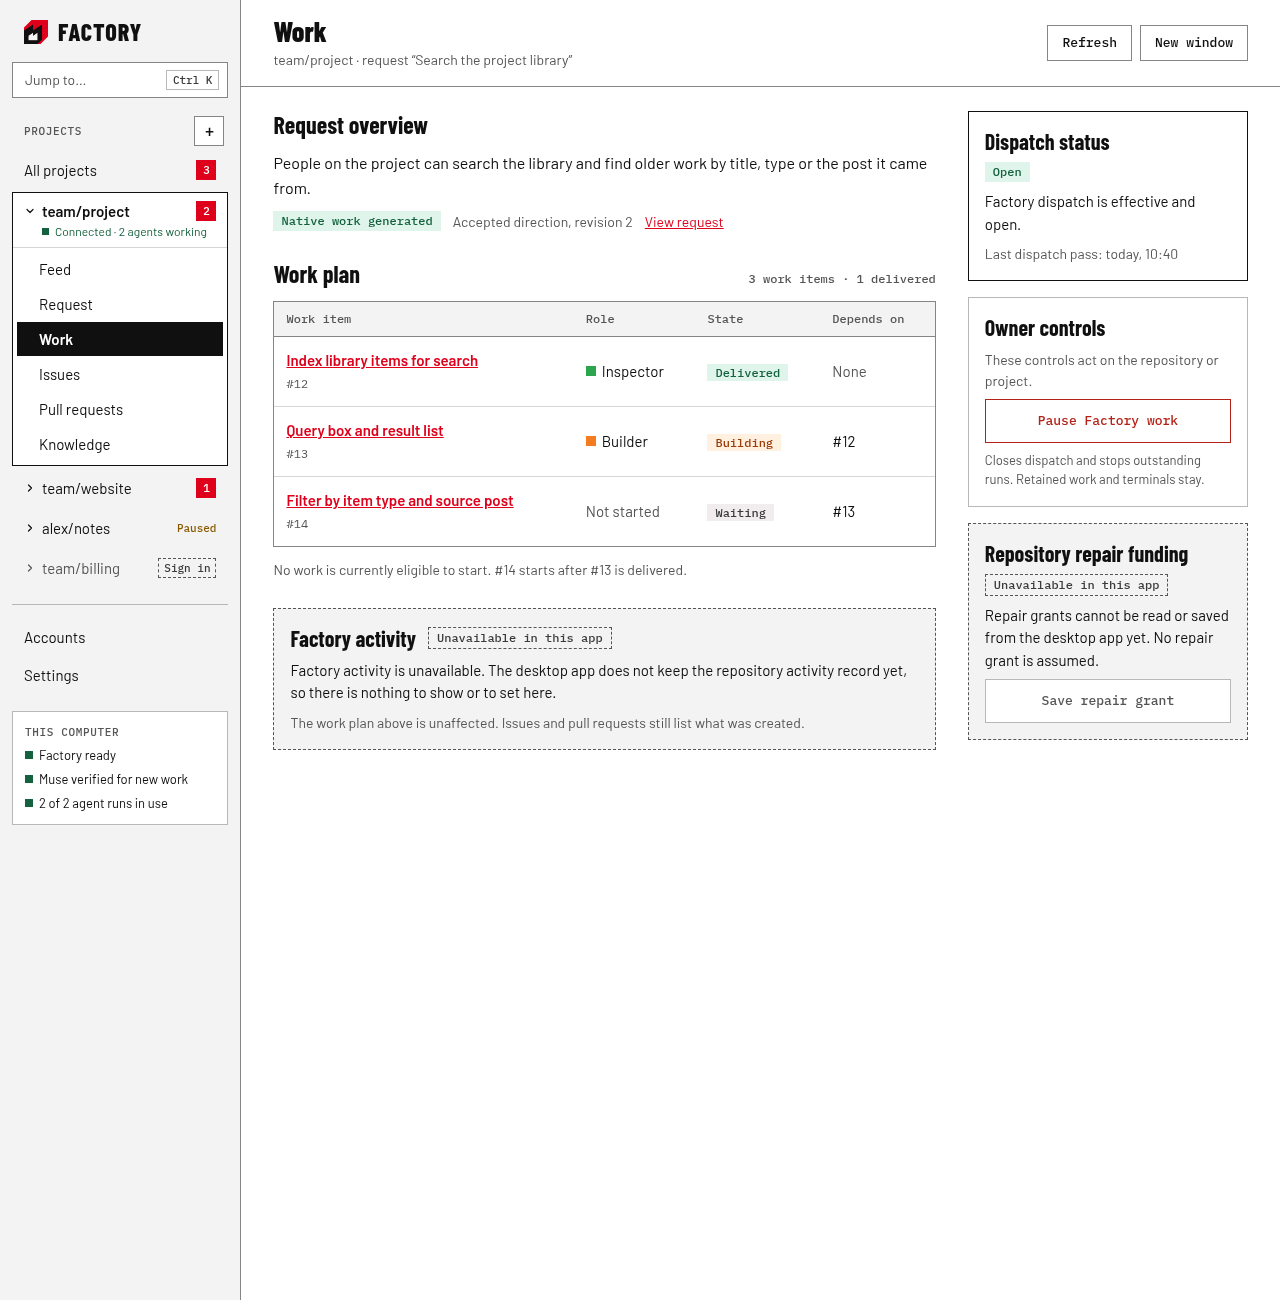 FACTORY
Jump to...
Ctrl K
PROJECTS
+
All projects
3
team/project
2
Connected · 2 agents working
Feed
Request
Work
Issues
Pull requests
Knowledge
team/website
1
alex/notes
Paused
team/billing
Sign in
Accounts
Settings
THIS COMPUTER
Factory ready
Muse verified for new work
2 of 2 agent runs in use
Work
team/project · request “Search the project library”
Refresh
New window
Request overview
People on the project can search the library and find older work by title, type or the post it came
from.
Native work generated
Accepted direction, revision 2
View request
Work plan
3 work items · 1 delivered
Work item Role State Depends on
Index library items for search
#12
Inspector
Delivered
None
Query box and result list
#13
Builder
Building
#12
Filter by item type and source post
#14
Not started
Waiting
#13
No work is currently eligible to start. #14 starts after #13 is delivered.
Factory activity
Unavailable in this app
Factory activity is unavailable. The desktop app does not keep the repository activity record yet,
so there is nothing to show or to set here.
The work plan above is unaffected. Issues and pull requests still list what was created.
Dispatch status
Open
Factory dispatch is effective and
open.
Last dispatch pass: today, 10:40
Owner controls
These controls act on the repository or
project.
Pause Factory work
Closes dispatch and stops outstanding
runs. Retained work and terminals stay.
Repository repair funding
Unavailable in this app
Repair grants cannot be read or saved
from the desktop app yet. No repair
grant is assumed.
Save repair grant